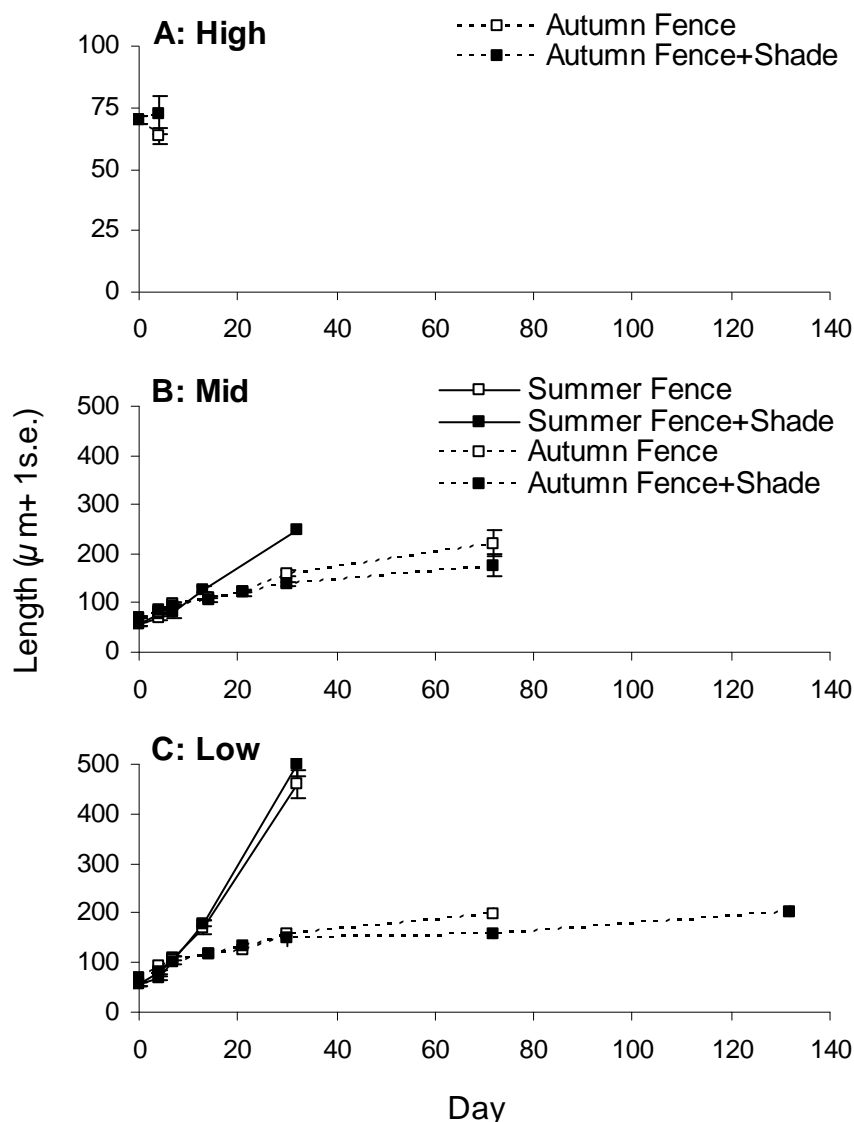 A: High
Autumn Fence
Autumn Fence+Shade
100
75
50
25
0
0 20 40 60 80 100 120 140
B: Mid
Summer Fence
Summer Fence+Shade
Autumn Fence
Autumn Fence+Shade
500
400
300
200
100
0
0 20 40 60 80 100 120 140
Length (µm+ 1s.e.)
C: Low
500
400
300
200
100
0
0 20 40 60 80 100 120 140
Day